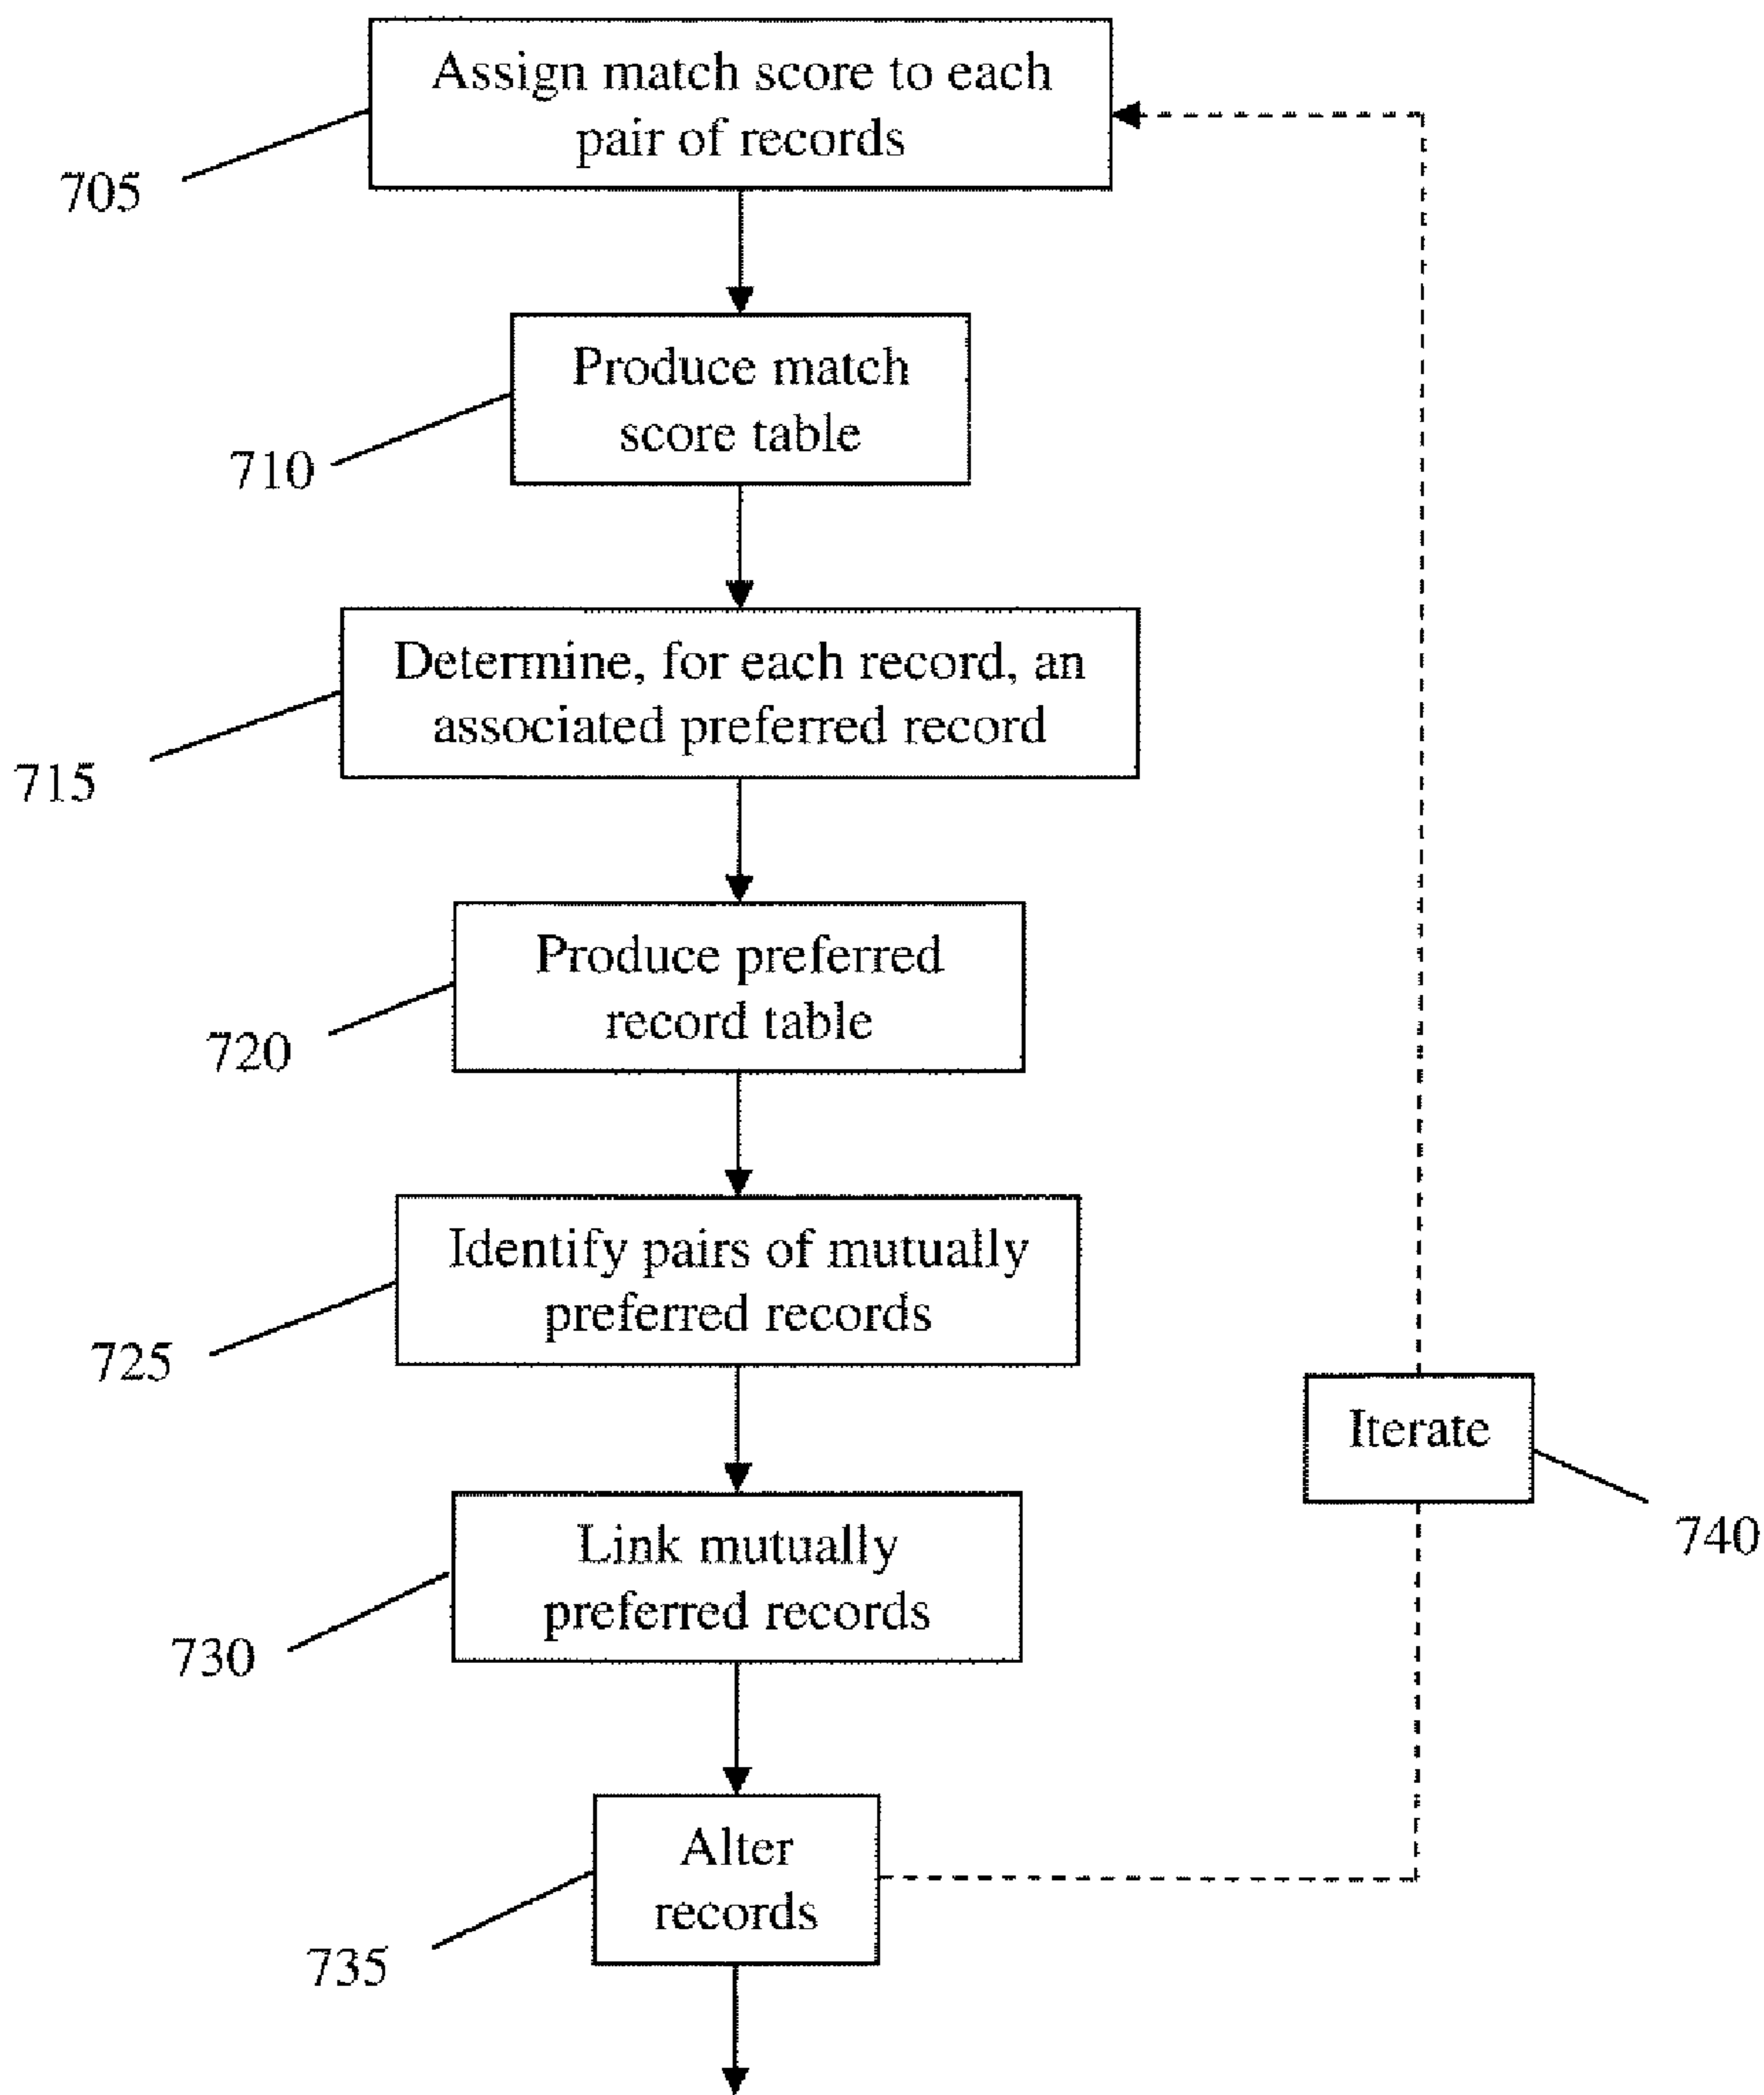 Assign match score to each
pair of records
705
Produce match
score table
710
Determine, for each record, an
associated preferred record
715
Produce preferred
record table
720
Identify pairs of mutually
preferred records
725
Iterate
740
Link mutually
preferred records
730
Alter
records
735